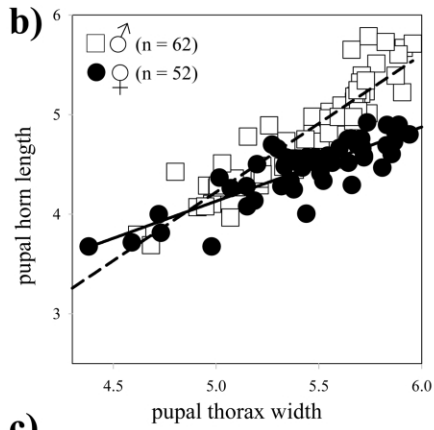 b)
6
♂ (n = 62)
♀ (n = 52)
5
pupal horn length
4
3
4.5 5.0 5.5 6.0
pupal thorax width
c)